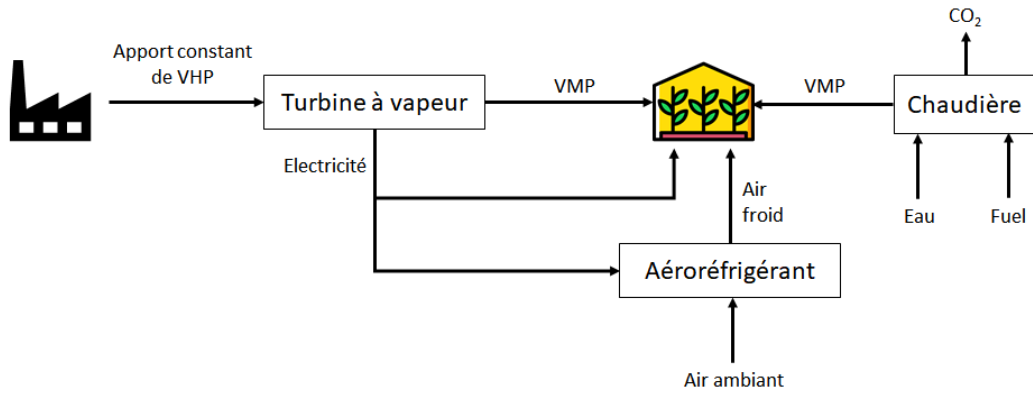 CO₂
Apport constant
de VHP
Turbine à vapeur
VMP
VMP
Chaudière
Electricité
Air
froid
Eau
Fuel
Aéroréfrigérant
Air ambiant